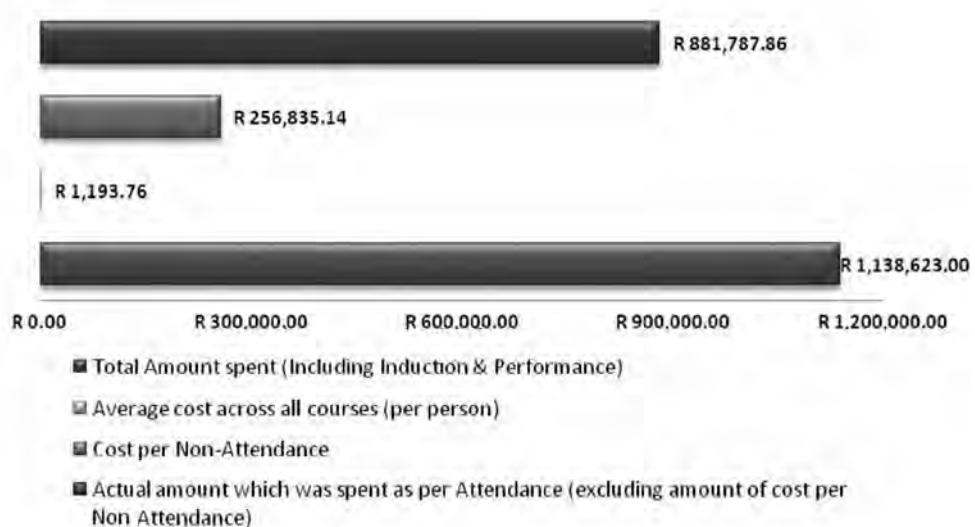 R 881,787.86
R 256,835.14
R 1,193.76
R 1,138,623.00
R 0.00 R 300,000.00 R 600,000.00 R 900,000.00 R 1,200,000.00
Total Amount spent (Including Induction & Performance)
Average cost across all courses (per person)
Cost per Non-Attendance
Actual amount which was spent as per Attendance (excluding amount of cost per
Non Attendance)